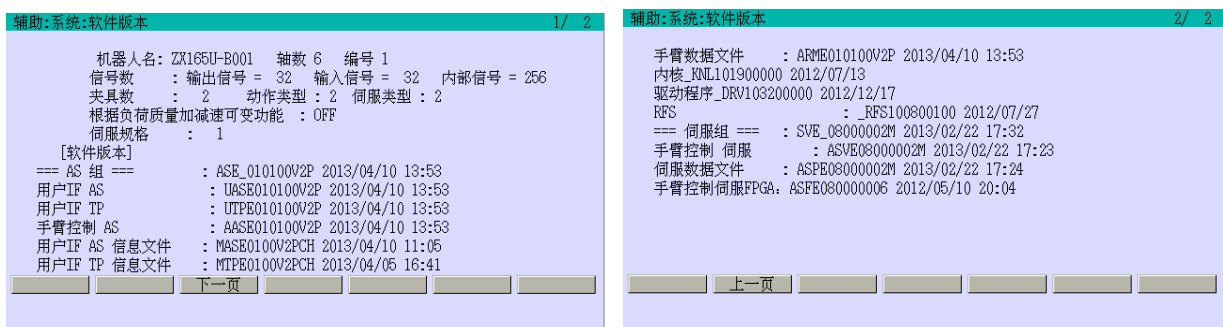 辅助:系统:软件版本 1/ 2
机器人名: ZX165U-B001 轴数 6 编号 1
信号数 : 输出信号 = 32 输入信号 = 32 内部信号 = 256
夹具数 : 2 动作类型 : 2 伺服类型 : 2
根据负荷质量加减速可变功能 : OFF
伺服规格 : 1
[软件版本]
=== AS 组 === : ASE_010100V2P 2013/04/10 13:53
用户IF AS : UASE010100V2P 2013/04/10 13:53
用户IF TP : UTPE010100V2P 2013/04/10 13:53
手臂控制 AS : AASE010100V2P 2013/04/10 13:53
用户IF AS 信息文件 : MASE0100V2PCH 2013/04/10 11:05
用户IF TP 信息文件 : MTPE0100V2PCH 2013/04/05 16:41
下一页
辅助:系统:软件版本 2/ 2
手臂数据文件 : ARME010100V2P 2013/04/10 13:53
内核_KNL101900000 2012/07/13
驱动程序_DRV103200000 2012/12/17
RFS : _RFS100800100 2012/07/27
=== 伺服组 === : SVE_08000002M 2013/02/22 17:32
手臂控制 伺服 : ASVE08000002M 2013/02/22 17:23
伺服数据文件 : ASPE08000002M 2013/02/22 17:24
手臂控制伺服FPGA: ASFE080000006 2012/05/10 20:04
上一页